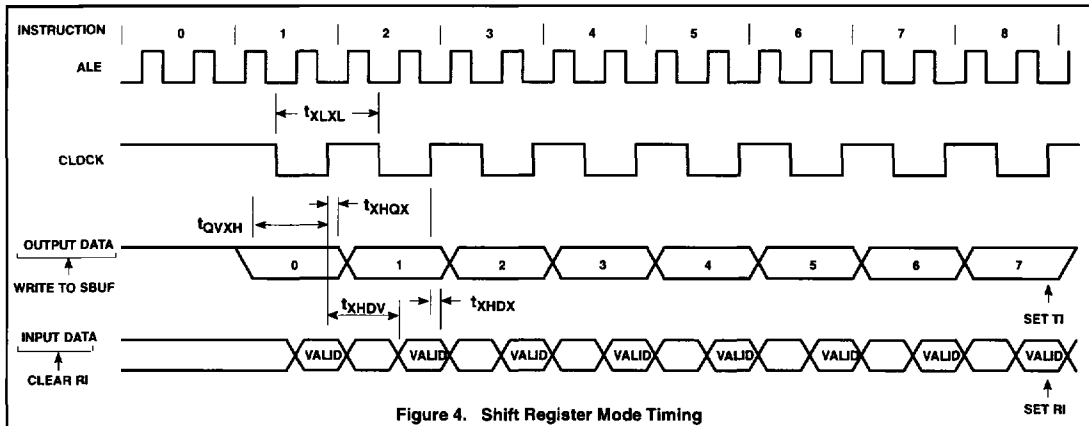 INSTRUCTION | 0 | 1 | 2 | 3 | 4 | 5 | 6 | 7 | 8 |
ALE
tXLXL
CLOCK
tQVXH
tXHQX
OUTPUT DATA
0 1 2 3 4 5 6 7
WRITE TO SBUF
tXHDV
tXHDX
SET TI
INPUT DATA
VALID VALID VALID VALID VALID VALID VALID VALID
CLEAR RI
SET RI
Figure 4. Shift Register Mode Timing